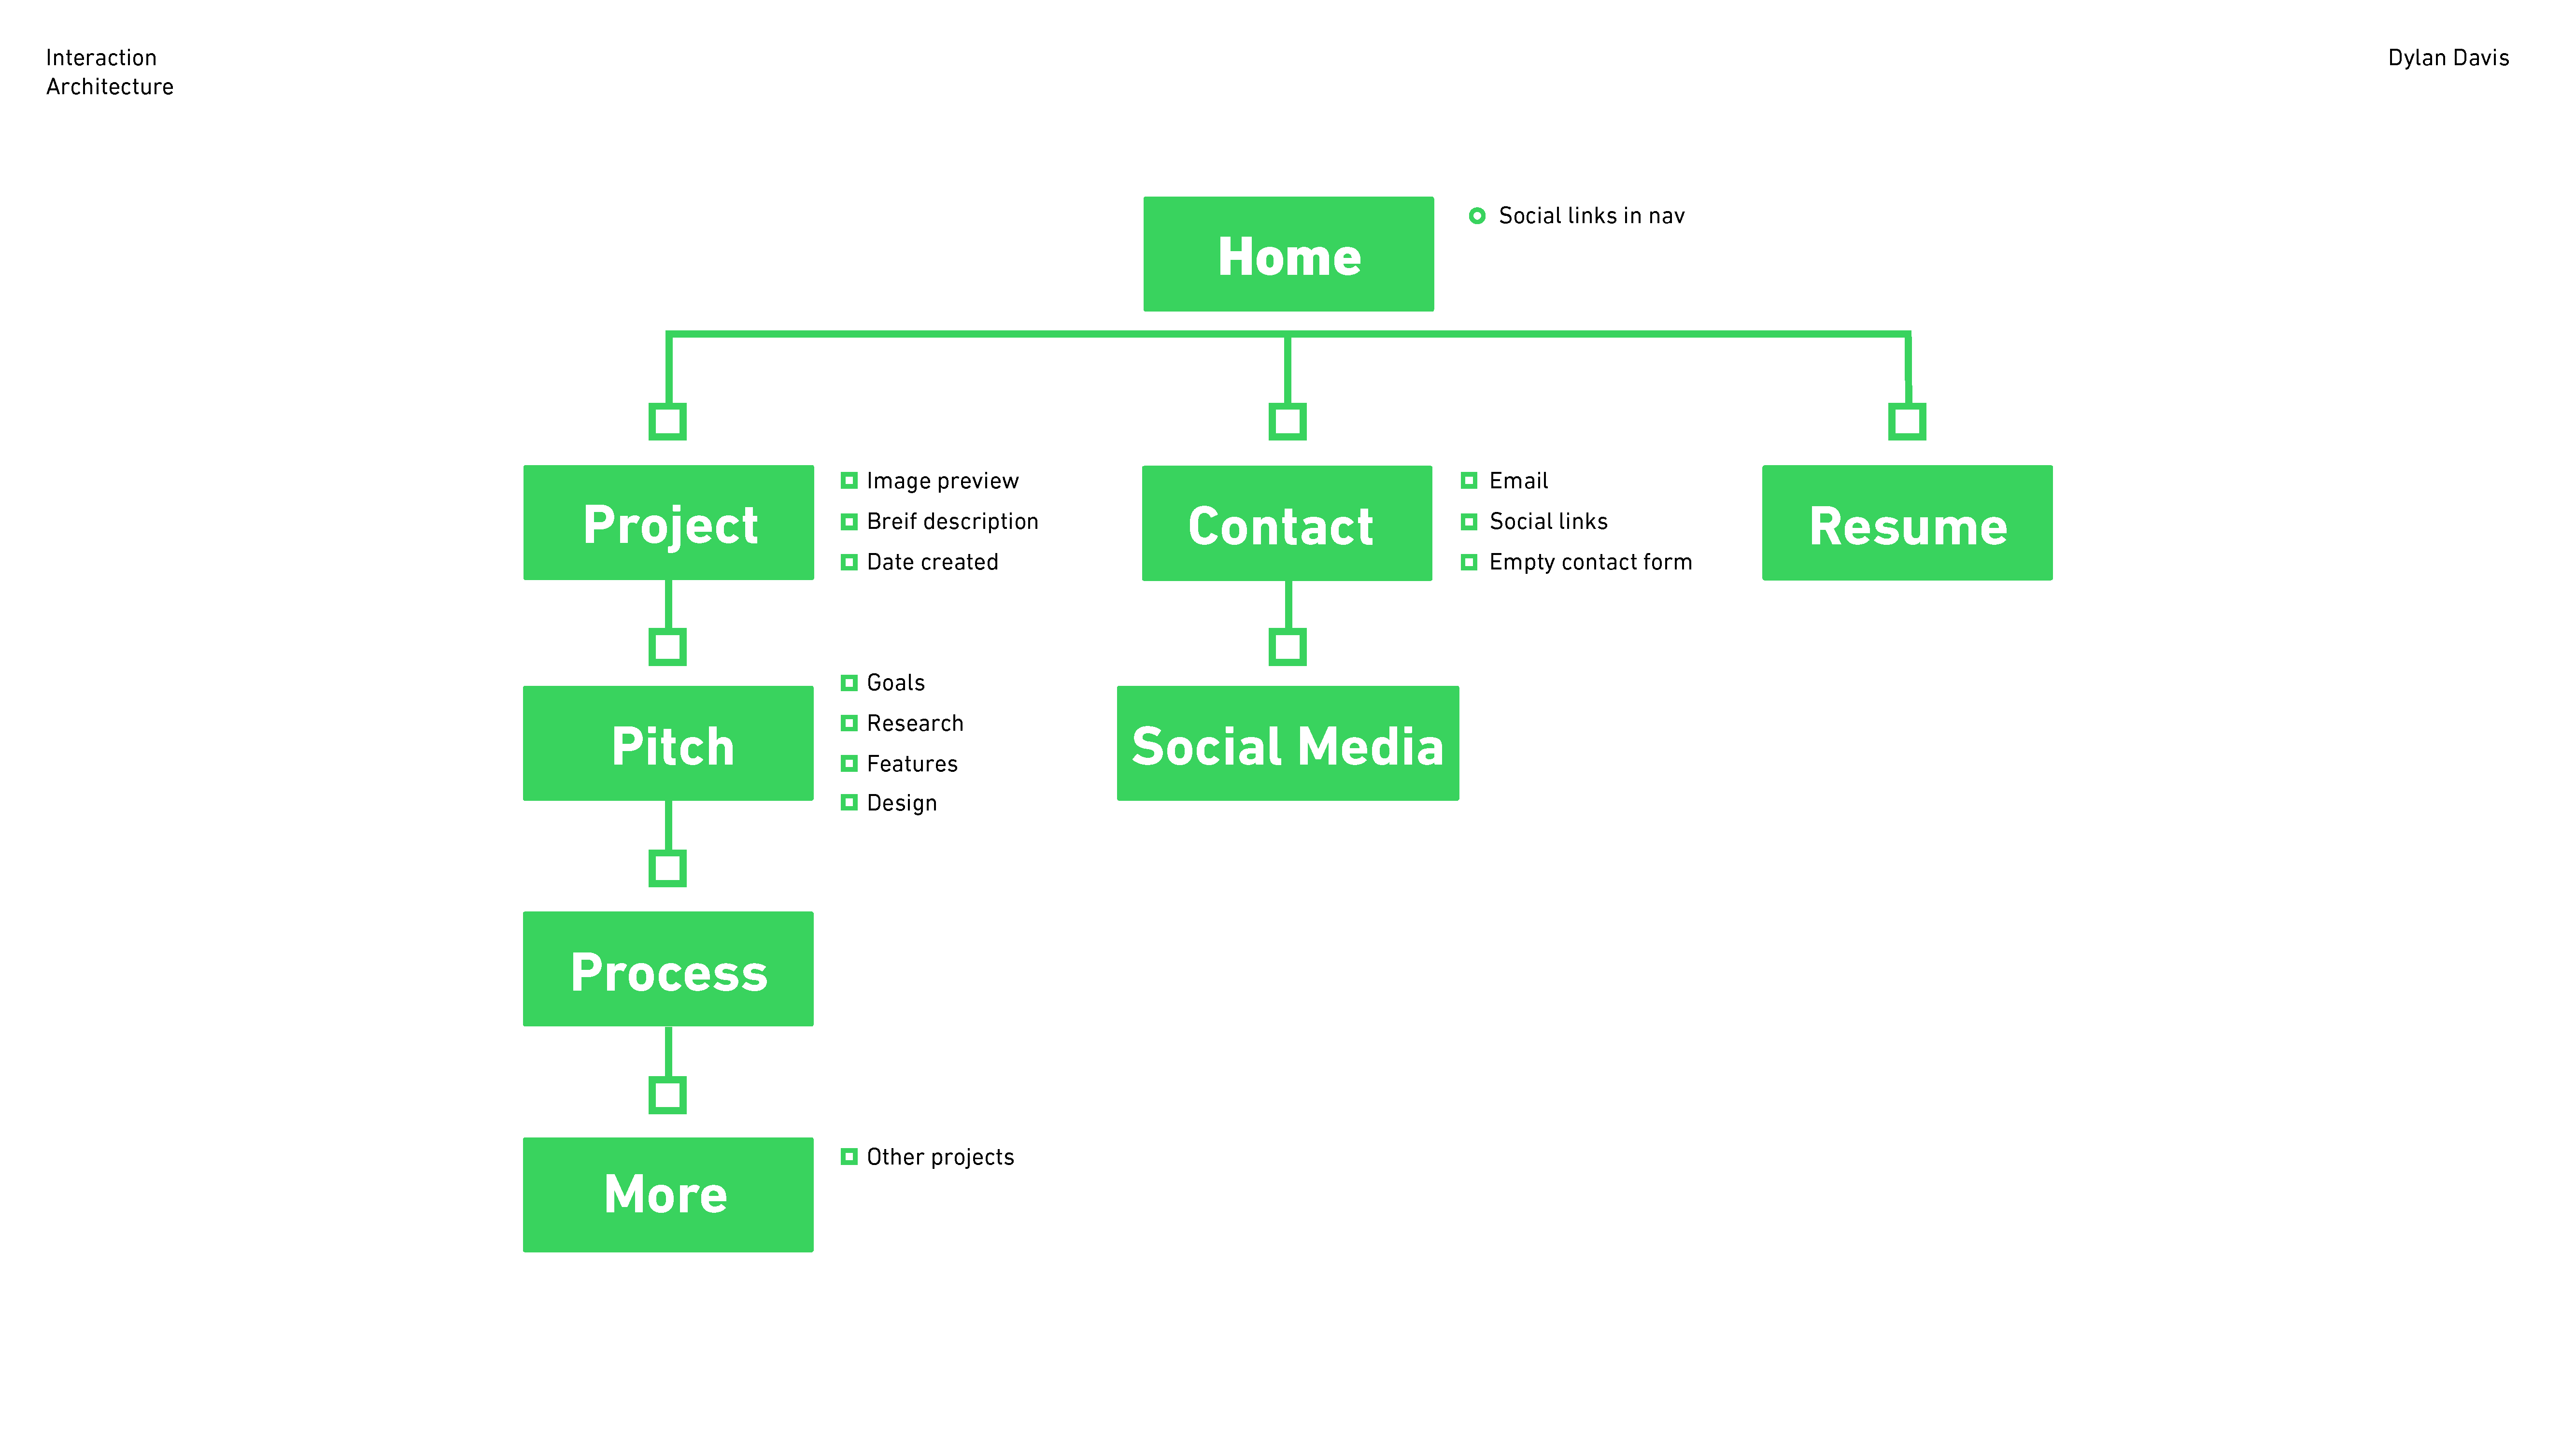 Interaction
Architecture
Dylan Davis
Home
Social links in nav
Project
Image preview
Breif description
Date created
Contact
Email
Social links
Empty contact form
Resume
Pitch
Goals
Research
Features
Design
Social Media
Process
More
Other projects